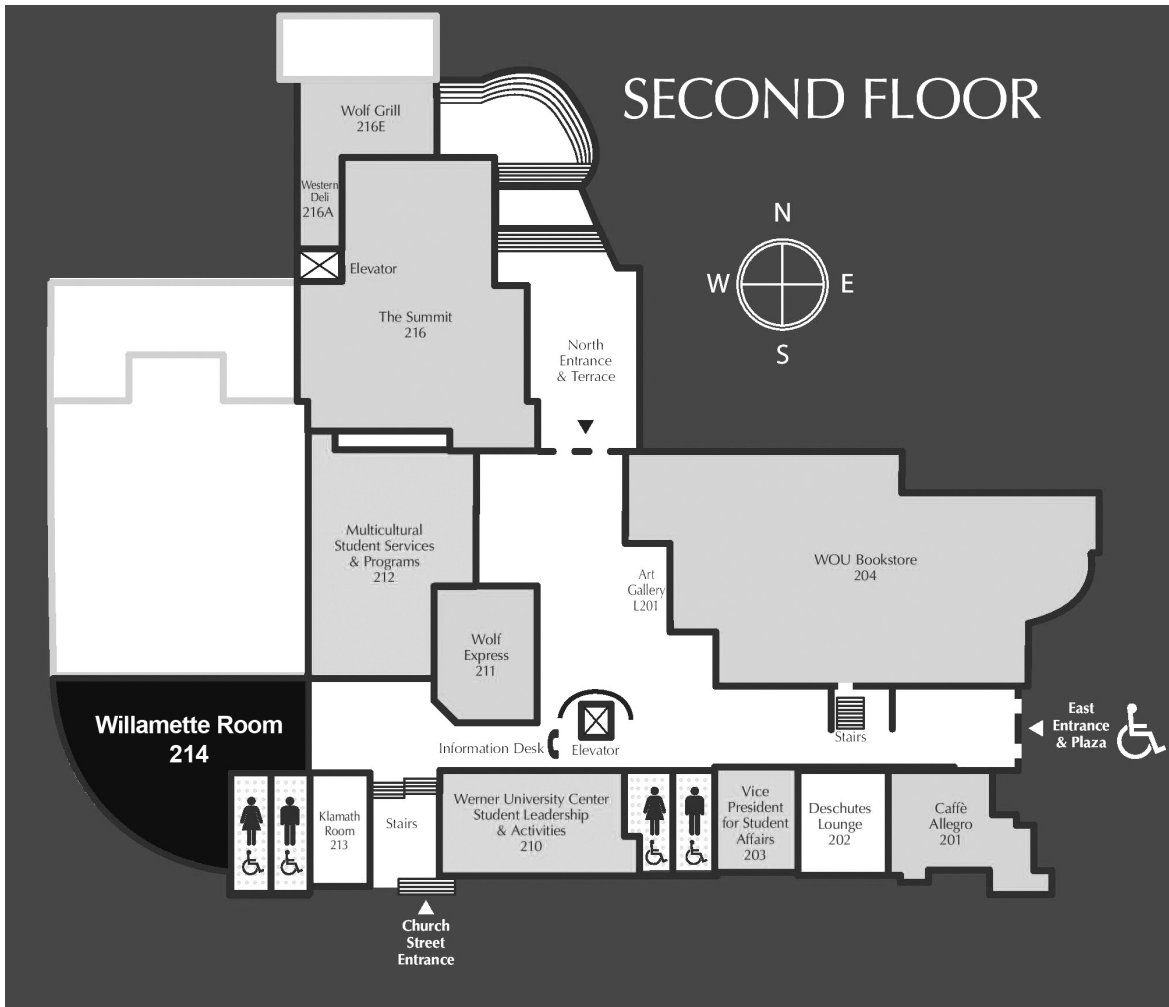 SECOND FLOOR
Wolf Grill
216E
Western
Deli
216A
Elevator
N
W
E
S
The Summit
216
North
Entrance
& Terrace
Multicultural
Student Services
& Programs
212
WOU Bookstore
204
Art
Gallery
L201
Wolf
Express
211
Willamette Room
214
Information Desk
Elevator
Stairs
East
Entrance
& Plaza
Klamath
Room
213
Stairs
Werner University Center
Student Leadership
& Activities
210
Vice
President
for Student
Affairs
203
Deschutes
Lounge
202
Caffè
Allegro
201
Church
Street
Entrance